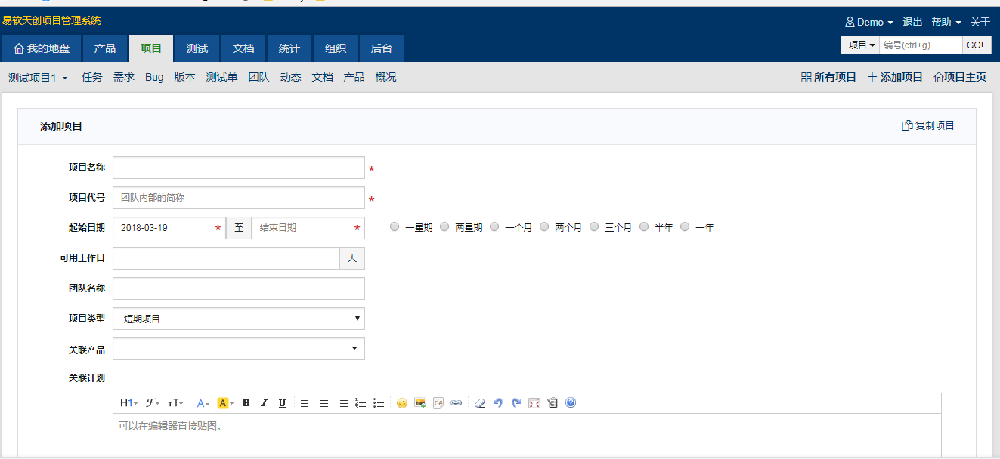 易软天创项目管理系统
Demo 退出 帮助 关于
我的地盘 产品 项目 测试 文档 统计 组织 后台
项目 编号(ctrl+g) GO!
测试项目1 任务 需求 Bug 版本 测试单 团队 动态 文档 产品 概况
所有项目 添加项目 项目主页
添加项目
复制项目
项目名称 *
项目代号 团队内部的简称 *
起始日期 2018-03-19 * 至 结束日期 * 一星期 两星期 一个月 两个月 三个月 半年 一年
可用工作日 天
团队名称
项目类型 短期项目
关联产品
关联计划
H1 F TT A A B I U C#
可以在编辑器直接贴图。